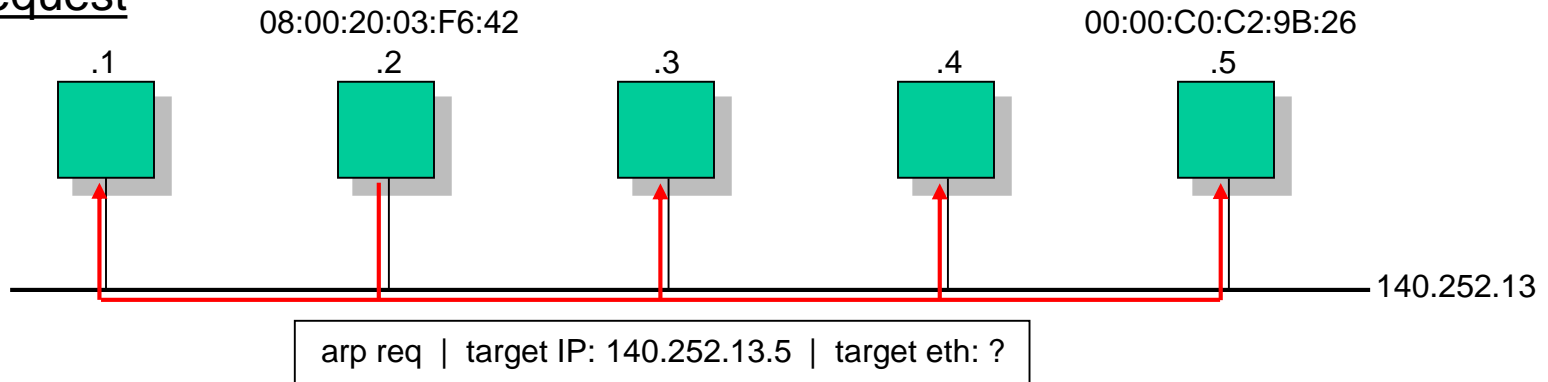 08:00:20:03:F6:42 00:00:C0:C2:9B:26
.1 .2 .3 .4 .5
140.252.13
arp req | target IP: 140.252.13.5 | target eth: ?